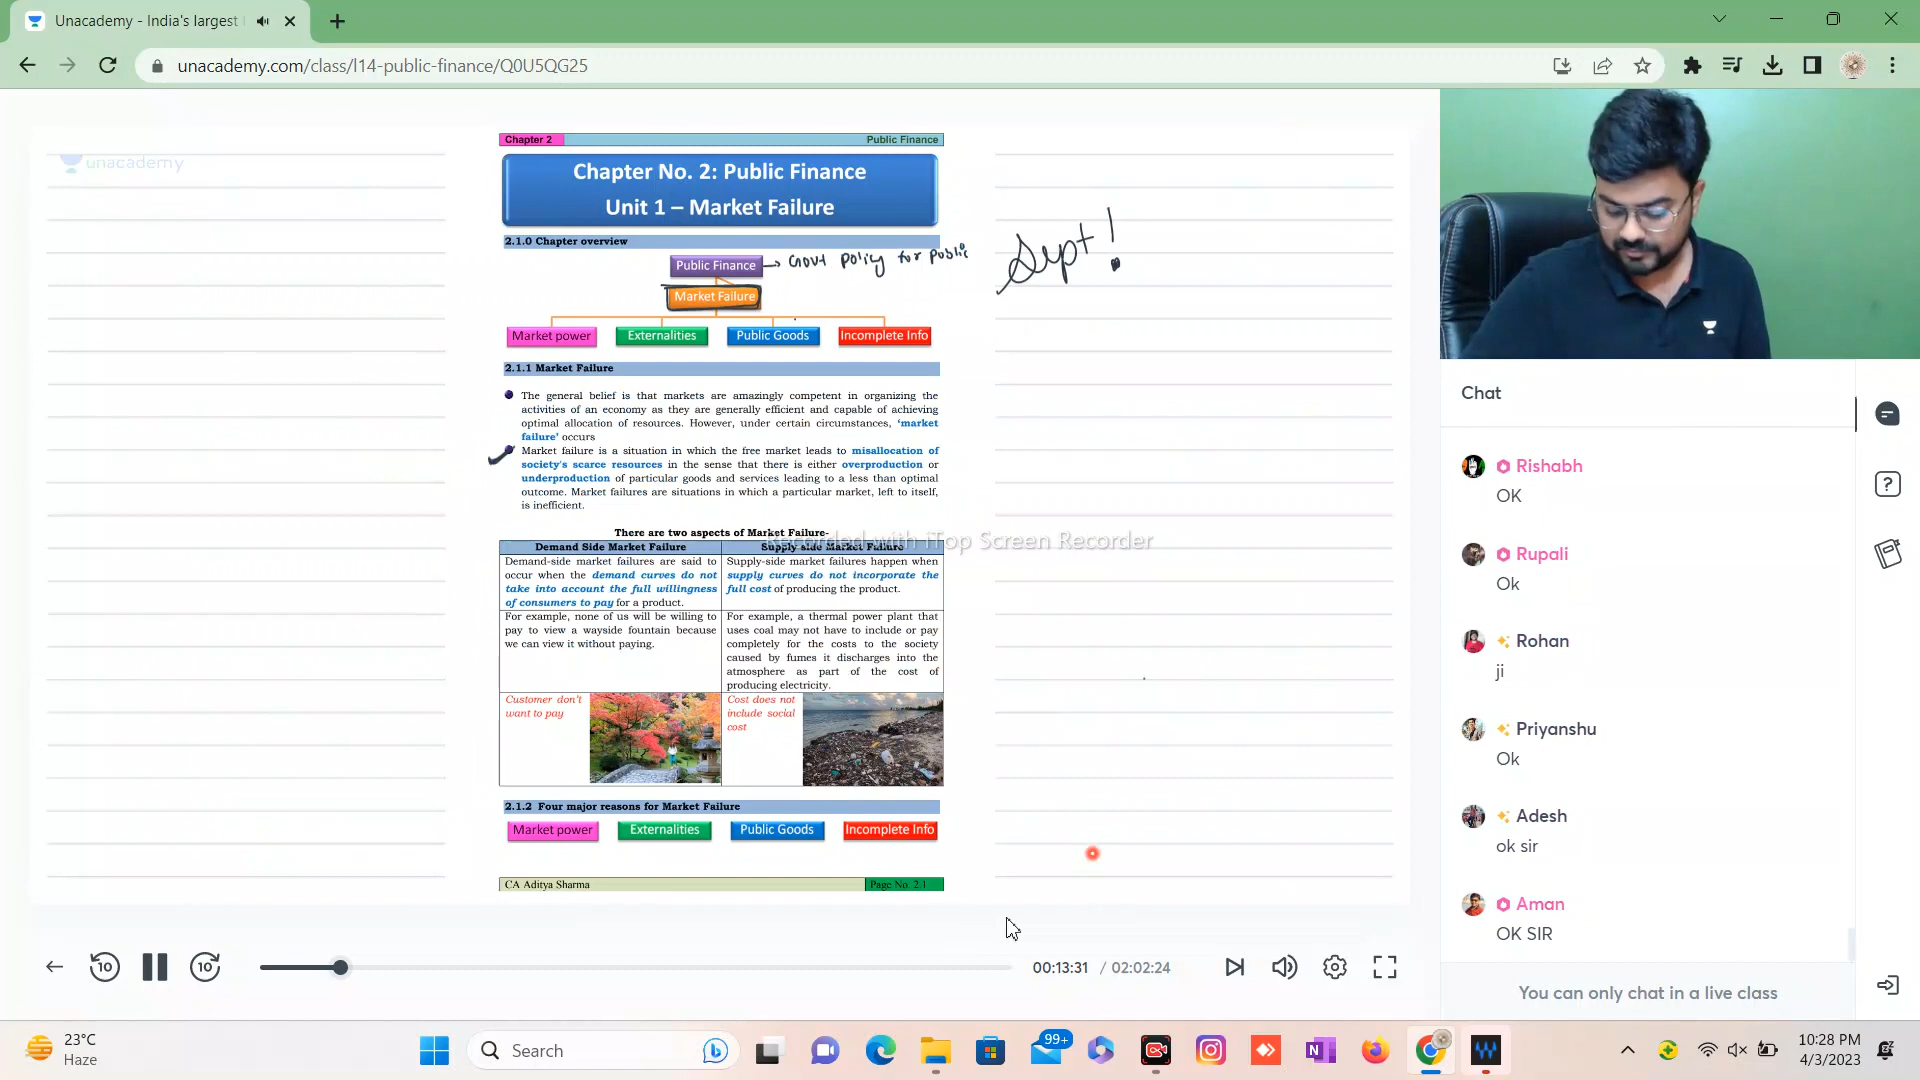 Unacademy - India's largest
unacademy.com/class/l14-public-finance/Q0U5QG25
unacademy
Chapter 2
Public Finance
Chapter No. 2: Public Finance
Unit 1 – Market Failure
2.1.0 Chapter overview
Public Finance
Govt policy for public
Sept!
Market Failure
Market power
Externalities
Public Goods
Incomplete Info
2.1.1 Market Failure
The general belief is that markets are amazingly competent in organizing the
activities of an economy as they are generally efficient and capable of achieving
optimal allocation of resources. However, under certain circumstances, 'market
failure' occurs
Market failure is a situation in which the free market leads to misallocation of
society's scarce resources in the sense that there is either overproduction or
underproduction of particular goods and services leading to a less than optimal
outcome. Market failures are situations in which a particular market, left to itself,
is inefficient.
There are two aspects of Market Failure-
Recorded with iTop Screen Recorder
Demand Side Market Failure
Demand-side market failures are said to
occur when the demand curves do not
take into account the full willingness
of consumers to pay for a product.
Supply-side Market Failure
Supply-side market failures happen when
supply curves do not incorporate the
full cost of producing the product.
For example, none of us will be willing to
pay to view a wayside fountain because
we can view it without paying.
For example, a thermal power plant that
uses coal may not have to include or pay
completely for the costs to the society
caused by fumes it discharges into the
atmosphere as part of the cost of
producing electricity.
Customer don't
want to pay
Cost does not
include social
cost
2.1.2 Four major reasons for Market Failure
Market power
Externalities
Public Goods
Incomplete Info
CA Aditya Sharma
Page No. 2.1
10
10
00:13:31 / 02:02:24
Chat
Rishabh
OK
Rupali
Ok
Rohan
ji
Priyanshu
Ok
Adesh
ok sir
Aman
OK SIR
You can only chat in a live class
23°C
Haze
Search
99+
10:28 PM
4/3/2023